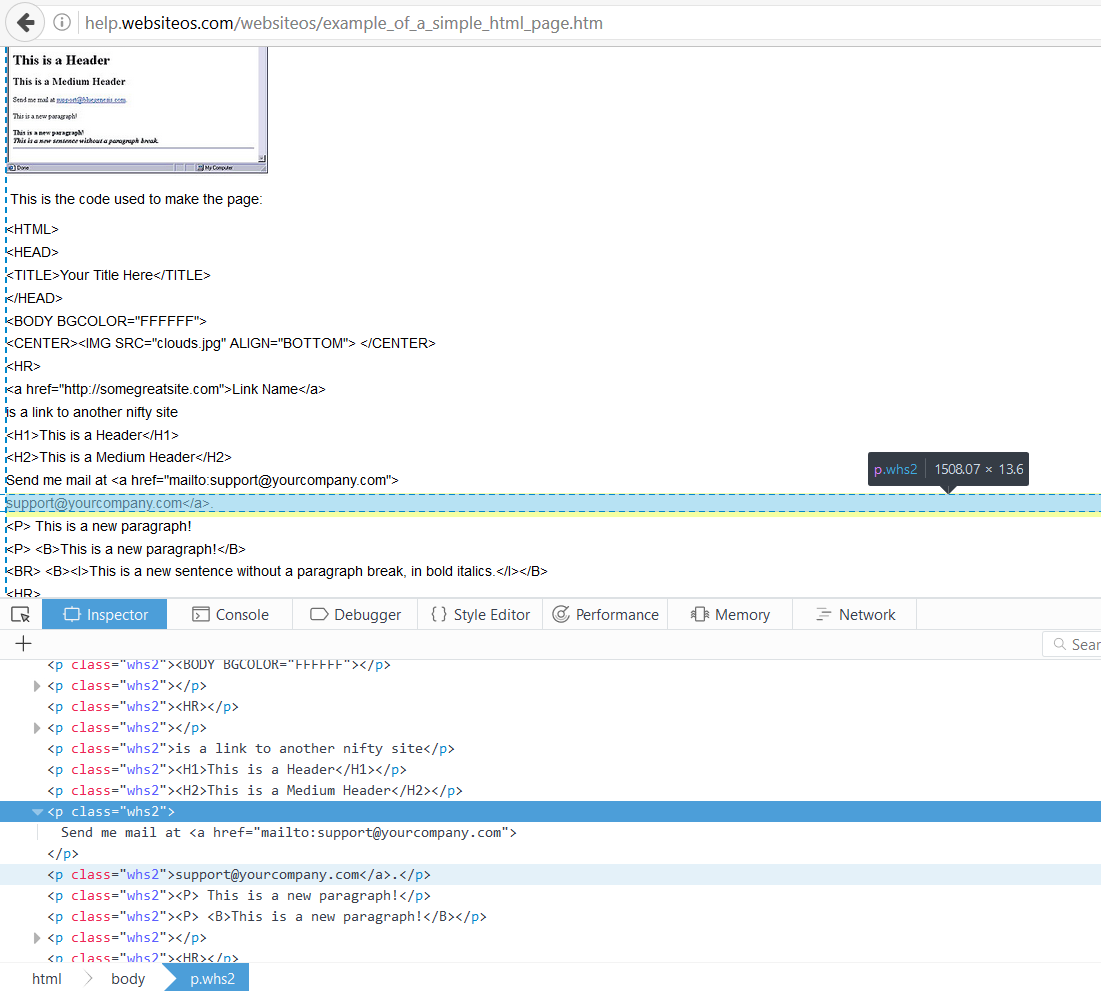 help.websiteos.com/websiteos/example_of_a_simple_html_page.htm
This is a Header
This is a Medium Header
Send me mail at support@bluegenesis.com.
This is a new paragraph!
This is a new paragraph!
This is a new sentence without a paragraph break.
Done My Computer
This is the code used to make the page:
<HTML>
<HEAD>
<TITLE>Your Title Here</TITLE>
</HEAD>
<BODY BGCOLOR="FFFFFF">
<CENTER><IMG SRC="clouds.jpg" ALIGN="BOTTOM"> </CENTER>
<HR>
<a href="http://somegreatsite.com">Link Name</a>
is a link to another nifty site
<H1>This is a Header</H1>
<H2>This is a Medium Header</H2>
Send me mail at <a href="mailto:support@yourcompany.com">
p.whs2 1508.07 × 13.6
support@yourcompany.com</a>.
<P> This is a new paragraph!
<P> <B>This is a new paragraph!</B>
<BR> <B><I>This is a new sentence without a paragraph break, in bold italics.</I></B>
<HR>
Inspector Console Debugger {} Style Editor Performance Memory Network
+ Sear
<p class="whs2"><BODY BGCOLOR="FFFFFF"></p>
<p class="whs2"></p>
<p class="whs2"><HR></p>
<p class="whs2"></p>
<p class="whs2">is a link to another nifty site</p>
<p class="whs2"><H1>This is a Header</H1></p>
<p class="whs2"><H2>This is a Medium Header</H2></p>
<p class="whs2">
Send me mail at <a href="mailto:support@yourcompany.com">
</p>
<p class="whs2">support@yourcompany.com</a>.</p>
<p class="whs2"><P> This is a new paragraph!</p>
<p class="whs2"><P> <B>This is a new paragraph!</B></p>
<p class="whs2"></p>
<p class="whs2"><HR></p>
html body p.whs2